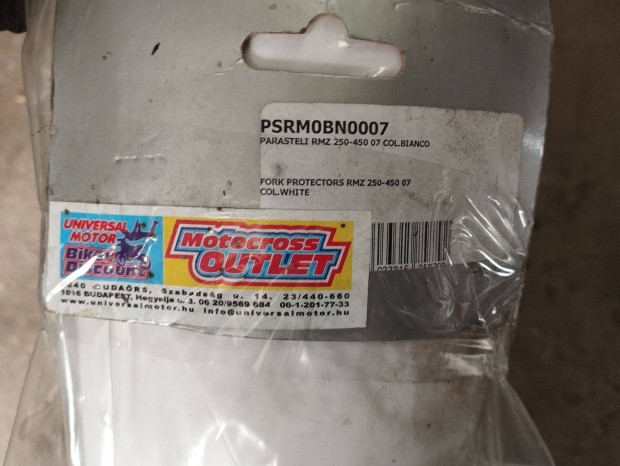 PSRM0BN0007
PARASTELI RMZ 250-450 07 COL.BIANCO
FORK PROTECTORS RMZ 250-450 07
COL.WHITE
UNIVERSAL
MOTOR
Bike
Discount
Motocross
OUTLET
BUDAÖRS, Szabadság u. 14. 23/440-660
BUDAPEST, Hegyalja u. 3. 06 20/9569 684 06-1-201-77-33
www.universalmotor.hu info@universalmotor.hu